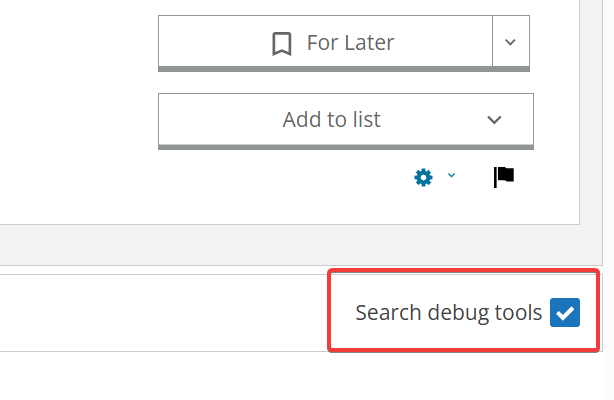 For Later
Add to list
Search debug tools